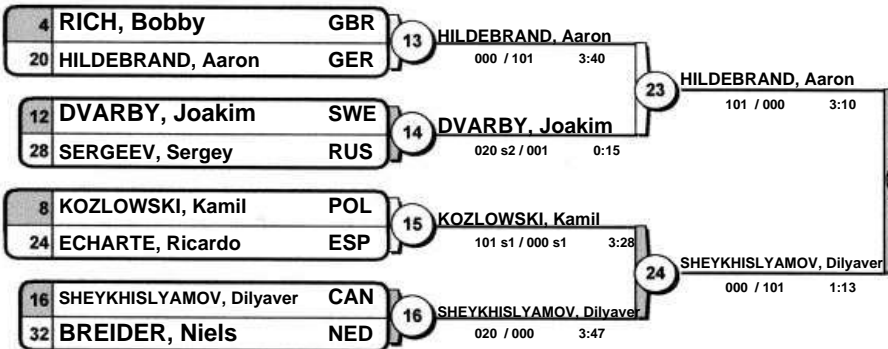 4 RICH, Bobby GBR
20 HILDEBRAND, Aaron GER
13
HILDEBRAND, Aaron
000 / 101 3:40
12 DVARBY, Joakim SWE
28 SERGEEV, Sergey RUS
14
DVARBY, Joakim
020 s2 / 001 0:15
23
HILDEBRAND, Aaron
101 / 000 3:10
8 KOZLOWSKI, Kamil POL
24 ECHARTE, Ricardo ESP
15
KOZLOWSKI, Kamil
101 s1 / 000 s1 3:28
16 SHEYKHISLYAMOV, Dilyaver CAN
32 BREIDER, Niels NED
16
SHEYKHISLYAMOV, Dilyaver
020 / 000 3:47
24
SHEYKHISLYAMOV, Dilyaver
000 / 101 1:13